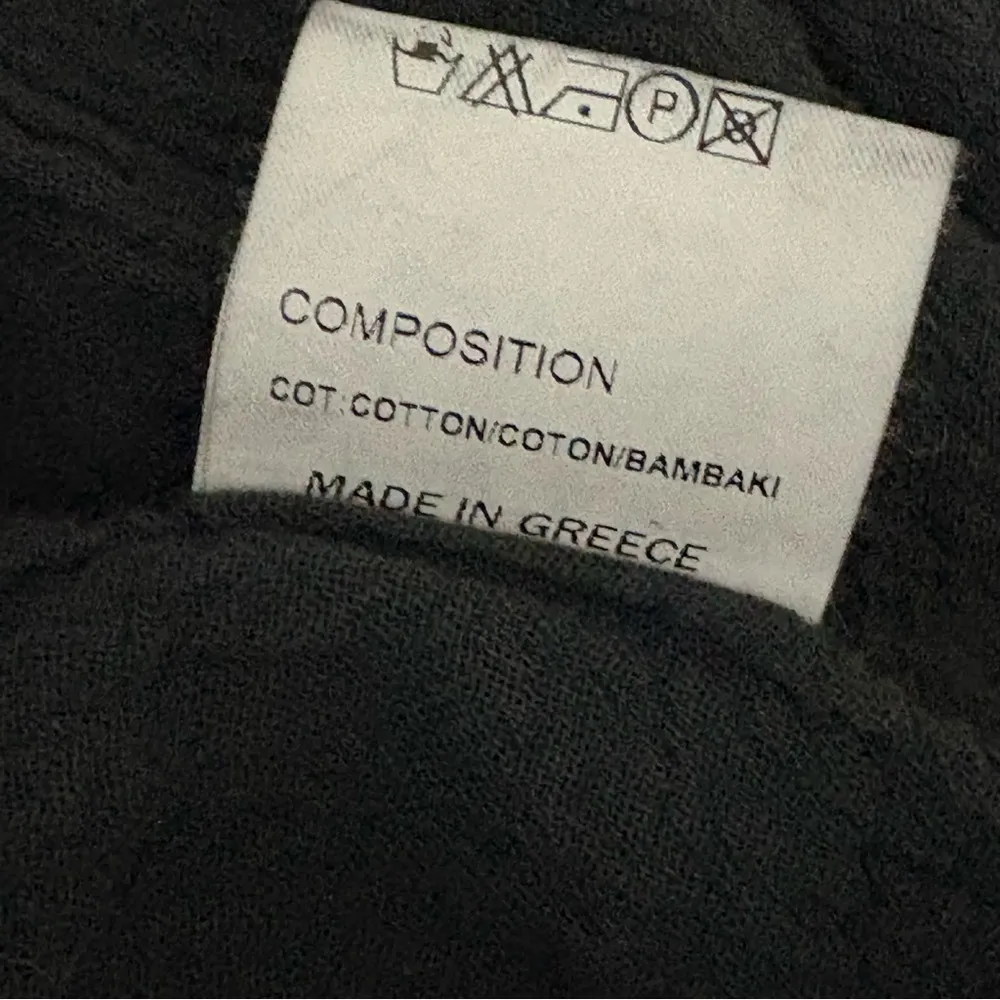 P
COMPOSITION
COT:COTTON/COTON/BAMBAKI
MADE IN GREECE